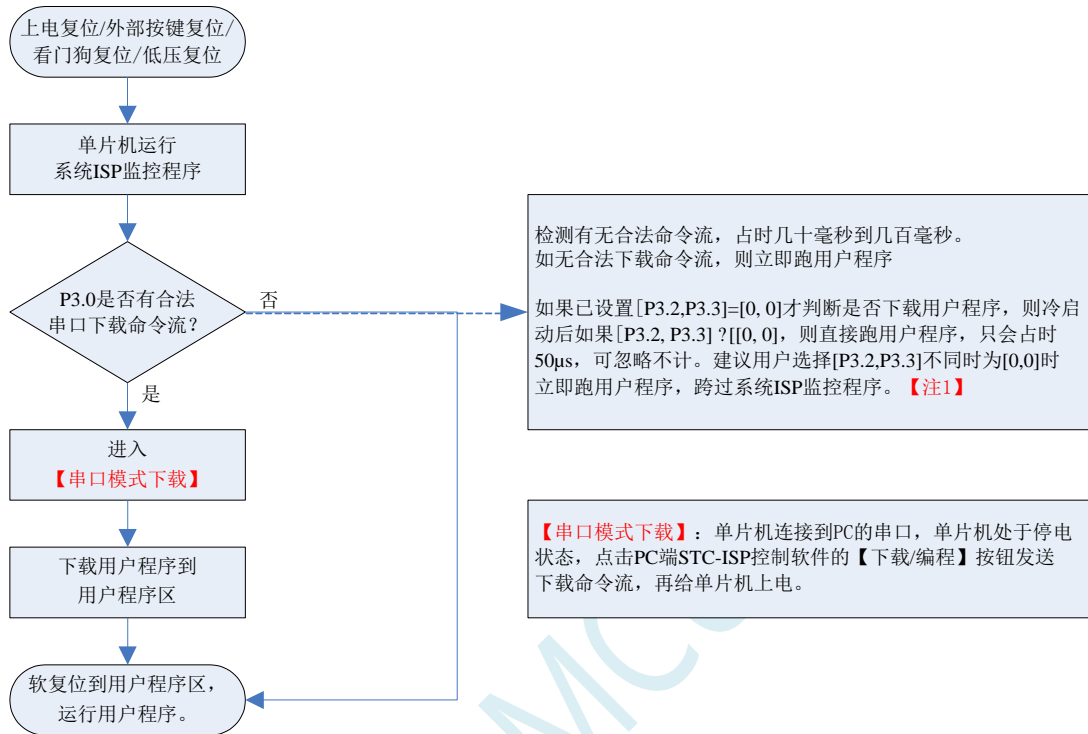 上电复位/外部按键复位/
看门狗复位/低压复位
单片机运行
系统ISP监控程序
P3.0是否有合法
串口下载命令流?
否
是
进入
【串口模式下载】
下载用户程序到
用户程序区
软复位到用户程序区,
运行用户程序。
检测有无合法命令流,占时几十毫秒到几百毫秒。
如无合法下载命令流,则立即跑用户程序
如果已设置[P3.2,P3.3]=[0, 0]才判断是否下载用户程序,则冷启
动后如果[P3.2, P3.3] ?[[0, 0],则直接跑用户程序,只会占时
50μs,可忽略不计。建议用户选择[P3.2,P3.3]不同时为[0,0]时
立即跑用户程序,跨过系统ISP监控程序。【注1】
【串口模式下载】:单片机连接到PC的串口,单片机处于停电
状态,点击PC端STC-ISP控制软件的【下载/编程】按钮发送
下载命令流,再给单片机上电。
MCU